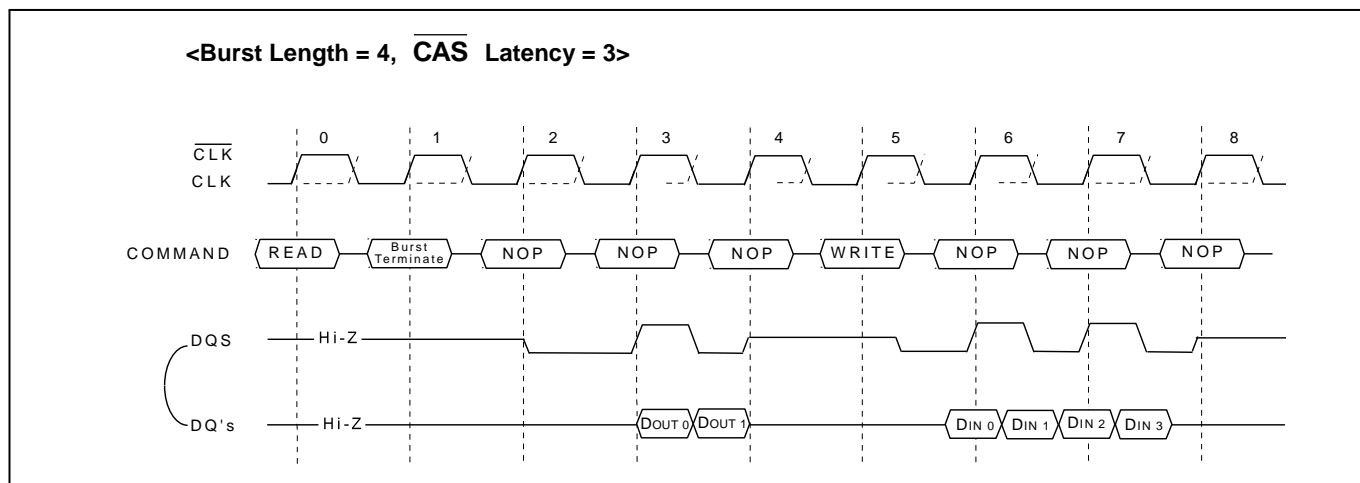 <Burst Length = 4, CAS Latency = 3>
0 1 2 3 4 5 6 7 8
CLK
CLK
COMMAND READ Burst Terminate NOP NOP NOP WRITE NOP NOP NOP
DQS Hi-Z
DQ's Hi-Z DOUT 0 DOUT 1 DIN 0 DIN 1 DIN 2 DIN 3